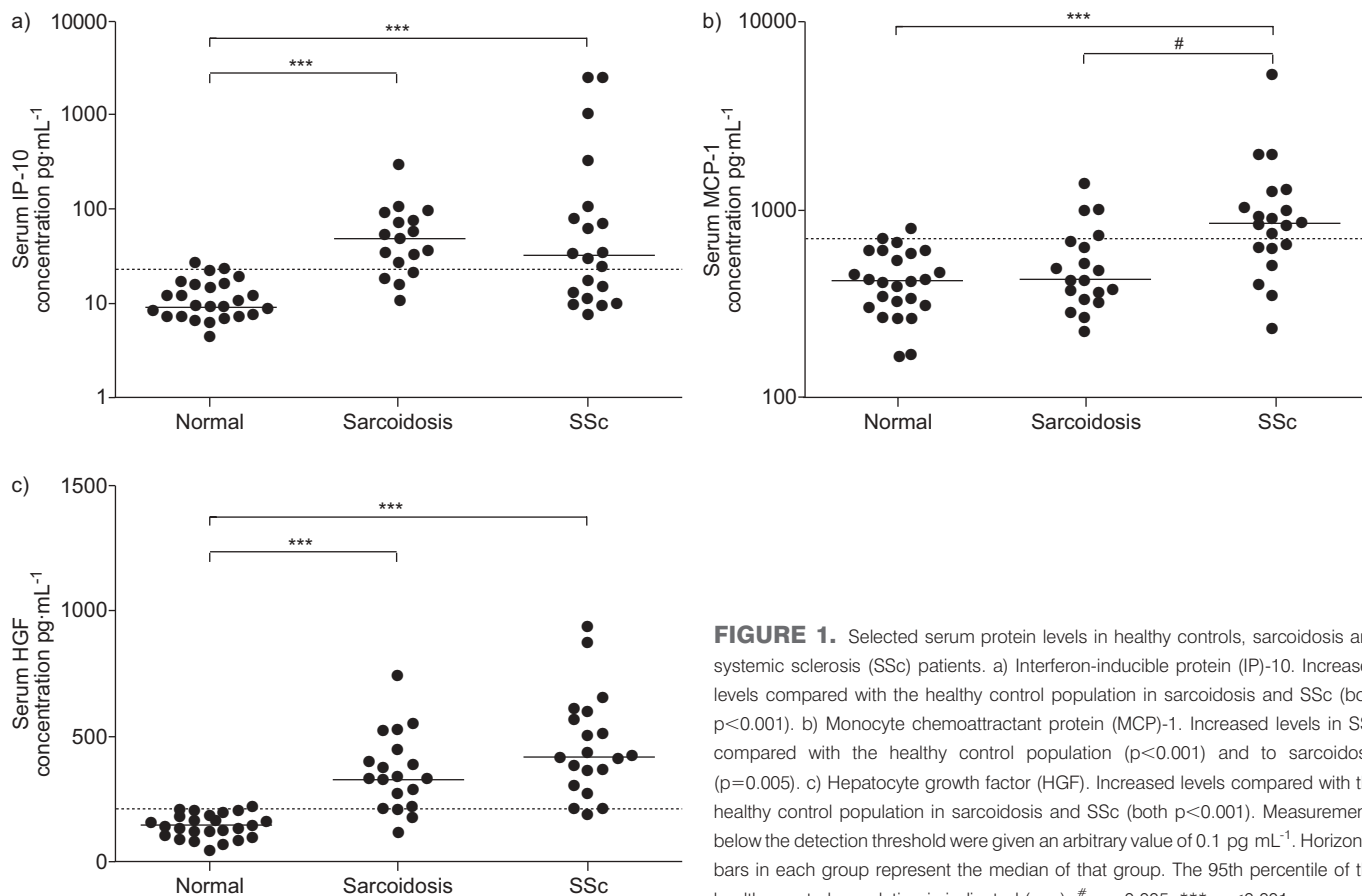 a)
10000
1000
100
10
1
Serum IP-10
concentration pg·mL⁻¹
***
***
Normal Sarcoidosis SSc
b)
10000
1000
100
Serum MCP-1
concentration pg·mL⁻¹
***
#
Normal Sarcoidosis SSc
c)
1500
1000
500
0
Serum HGF
concentration pg·mL⁻¹
***
***
Normal Sarcoidosis SSc
FIGURE 1. Selected serum protein levels in healthy controls, sarcoidosis
systemic sclerosis (SSc) patients. a) Interferon-inducible protein (IP)-10.
levels compared with the healthy control population in sarcoidosis and SSc
p<0.001). b) Monocyte chemoattractant protein (MCP)-1. Increased levels in
compared with the healthy control population (p<0.001) and to
(p=0.005). c) Hepatocyte growth factor (HGF). Increased levels compared with
healthy control population in sarcoidosis and SSc (both p<0.001).
below the detection threshold were given an arbitrary value of 0.1 pg mL⁻¹.
bars in each group represent the median of that group. The 95th percentile of